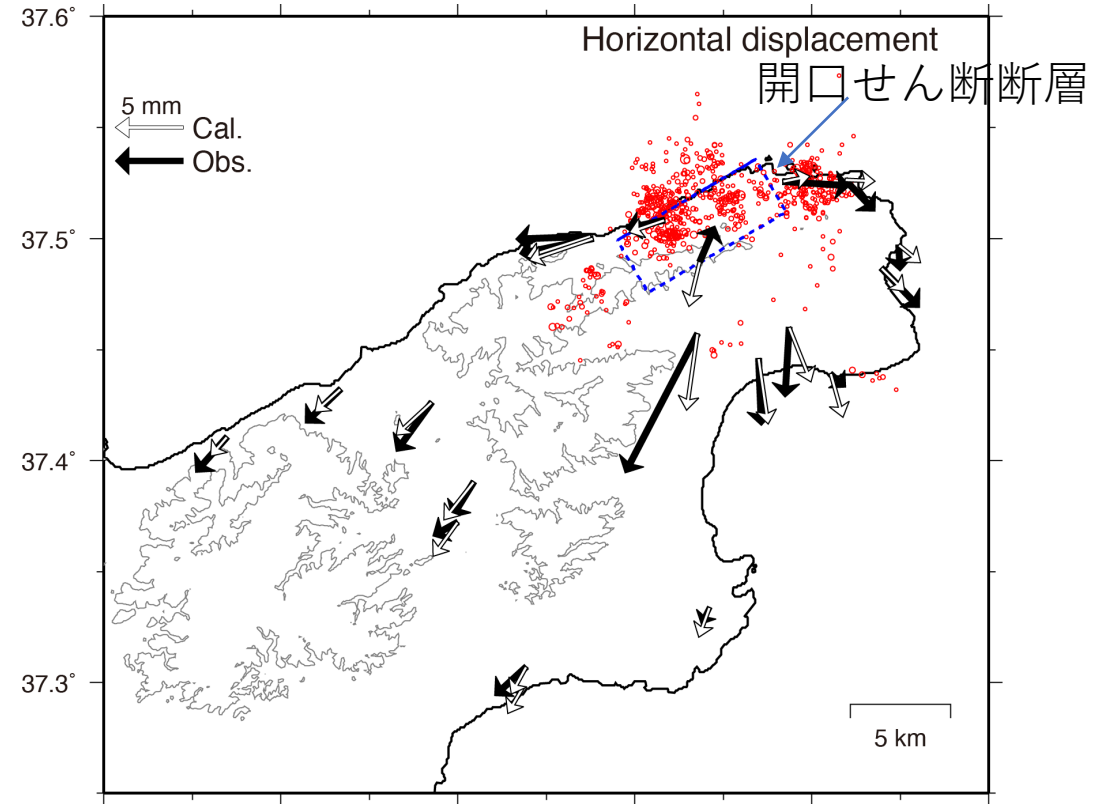 37.6°
Horizontal displacement
開口せん断断層
5 mm
Cal.
Obs.
37.5°
37.4°
37.3°
5 km